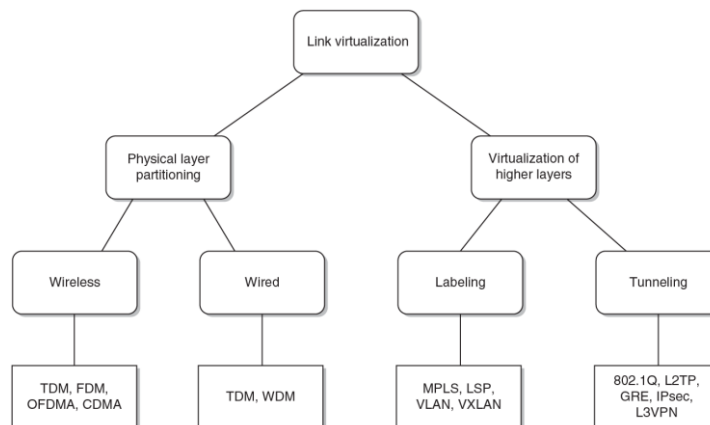 Link virtualization
Physical layer
partitioning
Virtualization of
higher layers
Wireless
Wired
Labeling
Tunneling
TDM, FDM,
OFDMA, CDMA
TDM, WDM
MPLS, LSP,
VLAN, VXLAN
802.1Q, L2TP,
GRE, IPsec,
L3VPN